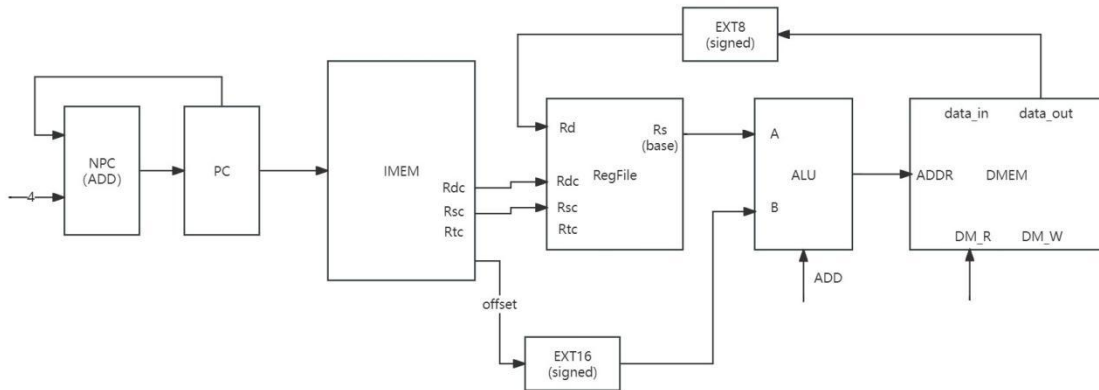 EXT8
(signed)
data_in
data_out
Rd
Rs
(base)
A
NPC
(ADD)
PC
IMEM
RegFile
ALU
ADDR
DMEM
Rdc
Rdc
Rsc
Rsc
B
Rtc
Rtc
4
DM_R
DM_W
ADD
offset
EXT16
(signed)